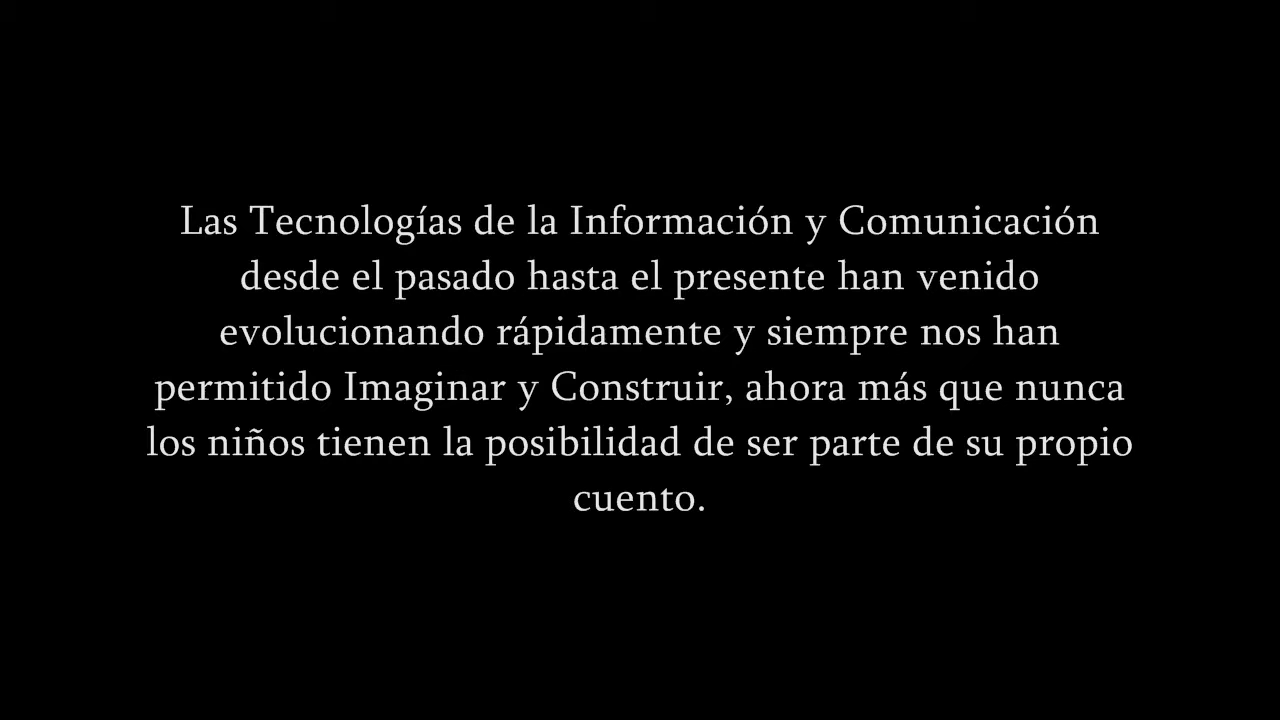 Las Tecnologías de la Información y Comunicación
desde el pasado hasta el presente han venido
evolucionando rápidamente y siempre nos han
permitido Imaginar y Construir, ahora más que nunca
los niños tienen la posibilidad de ser parte de su propio
cuento.